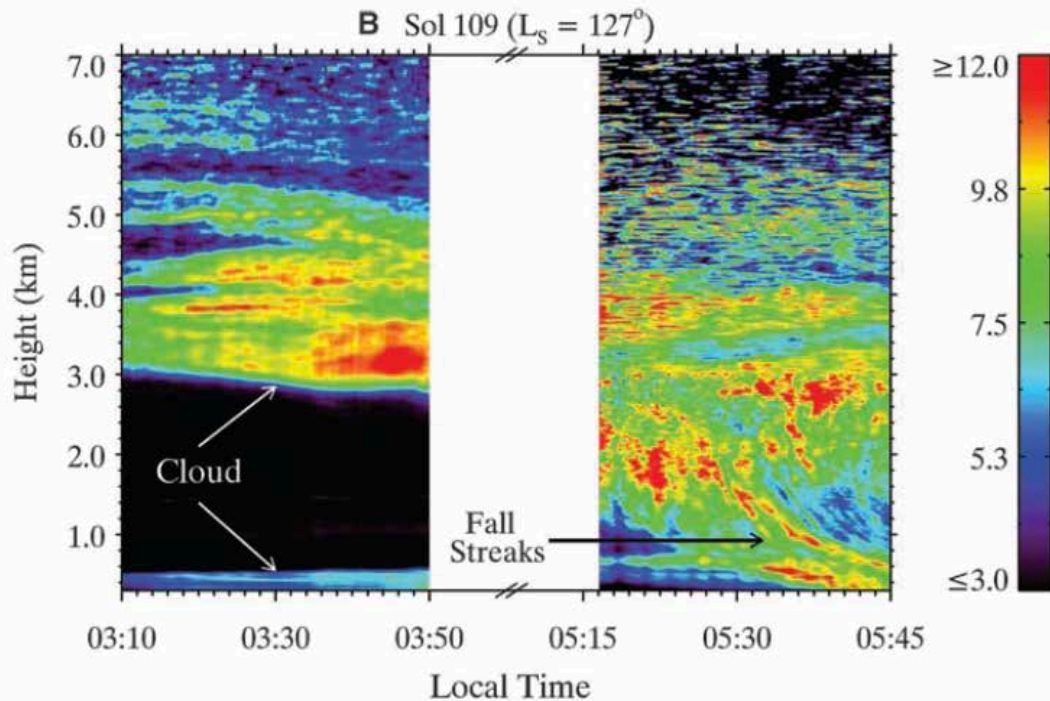 B Sol 109 (Ls = 127°)
7.0
6.0
5.0
4.0
3.0
2.0
1.0
Height (km)
Cloud
Fall
Streaks
≥12.0
9.8
7.5
5.3
≤3.0
03:10 03:30 03:50 05:15 05:30 05:45
Local Time